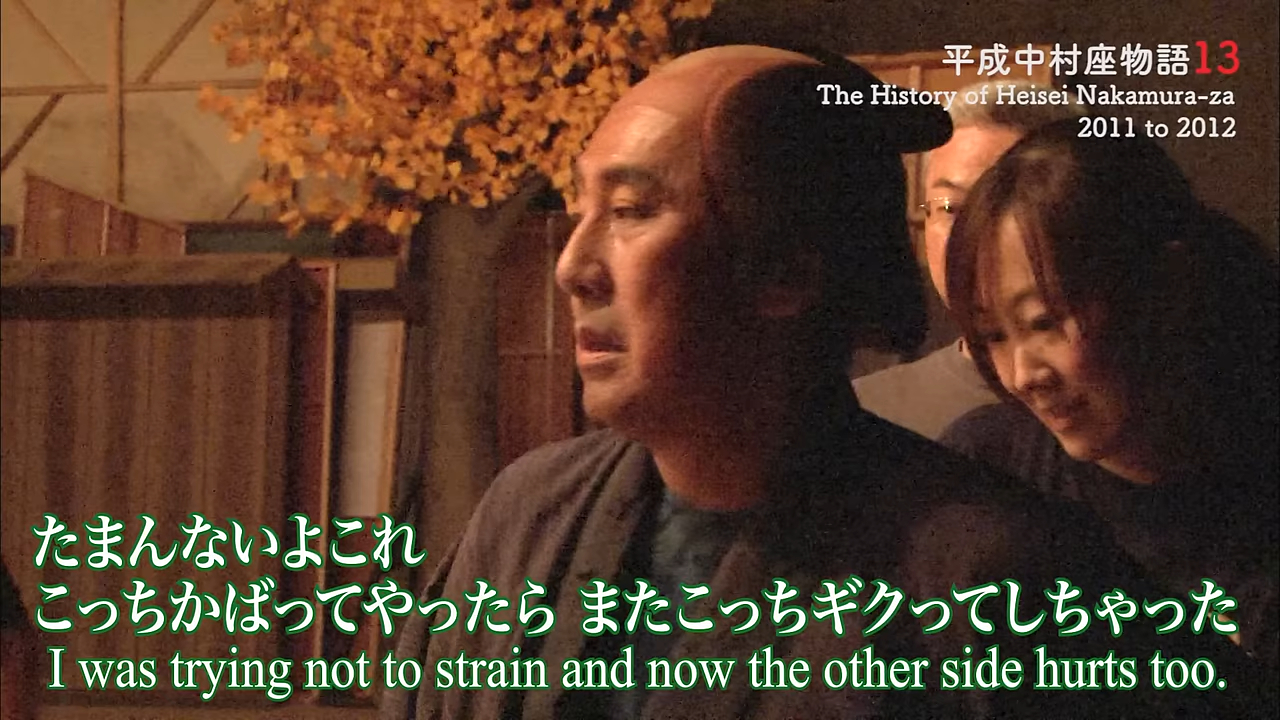 平成中村座物語13
The History of Heisei Nakamura-za
2011 to 2012
たまんないよこれ
こっちかばってやったら またこっちギクってしちゃった
I was trying not to strain and now the other side hurts too.